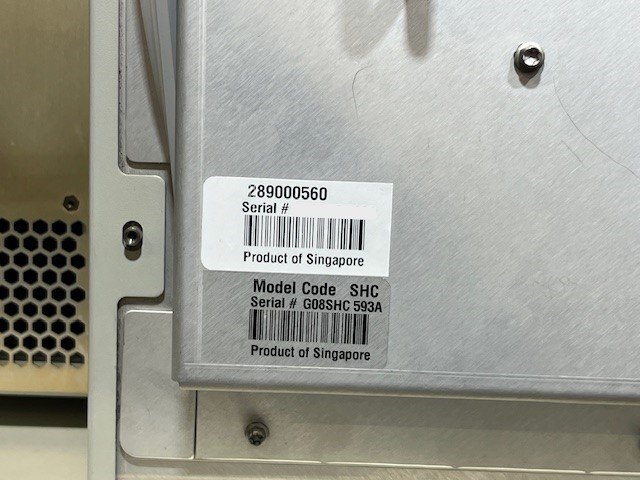 289000560
Serial #
Product of Singapore
Model Code SHC
Serial # G08SHC 593A
Product of Singapore